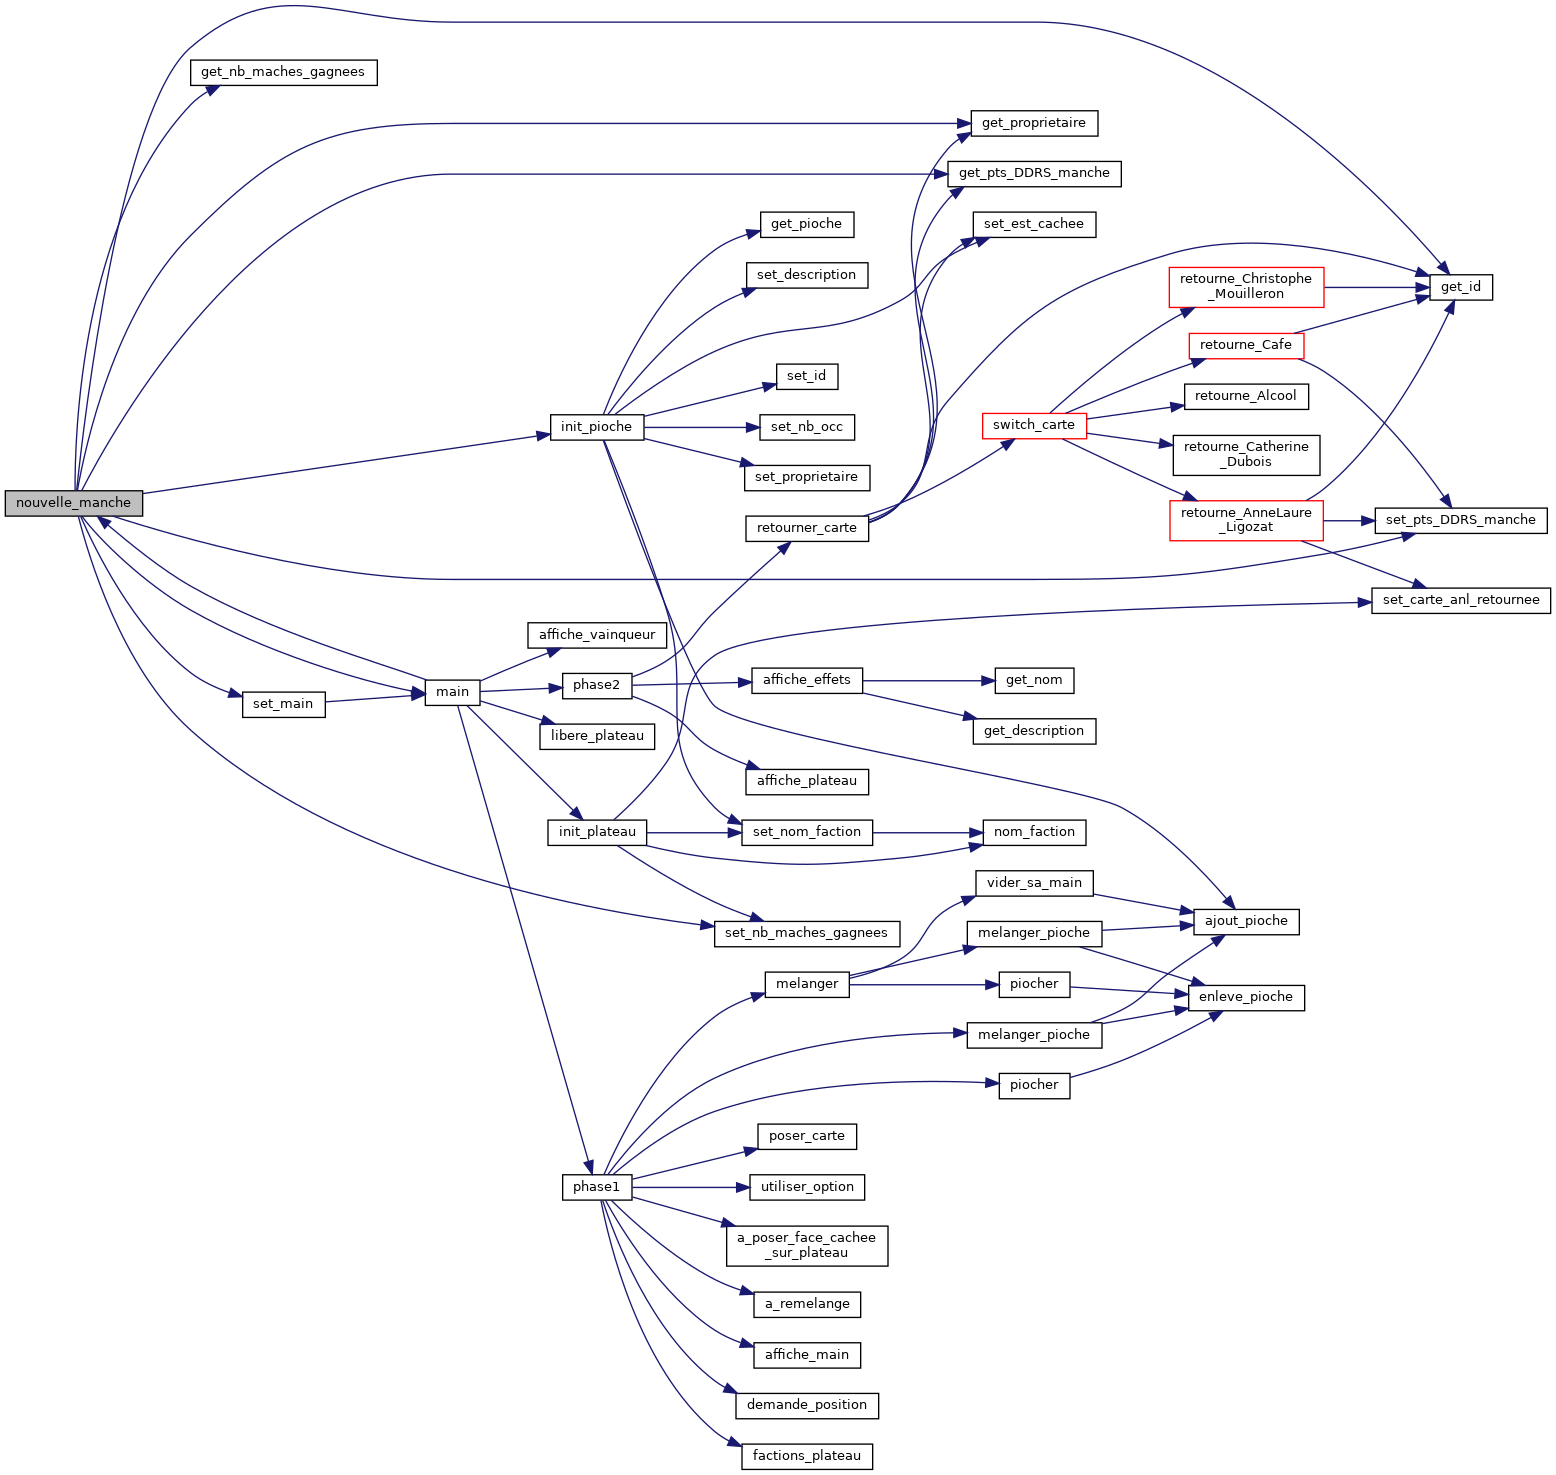 get_nb_maches_gagnees
get_proprietaire
get_pts_DDRS_manche
get_pioche
set_est_cachee
set_description
retourne_Christophe
_Mouilleron
get_id
retourne_Cafe
set_id
retourne_Alcool
init_pioche
set_nb_occ
switch_carte
retourne_Catherine
_Dubois
set_proprietaire
nouvelle_manche
retourner_carte
retourne_AnneLaure
_Ligozat
set_pts_DDRS_manche
set_carte_anl_retournee
affiche_vainqueur
set_main
main
phase2
affiche_effets
get_nom
libere_plateau
get_description
affiche_plateau
init_plateau
set_nom_faction
nom_faction
vider_sa_main
ajout_pioche
set_nb_maches_gagnees
melanger_pioche
melanger
piocher
enleve_pioche
melanger_pioche
piocher
poser_carte
phase1
utiliser_option
a_poser_face_cachee
_sur_plateau
a_remelange
affiche_main
demande_position
factions_plateau